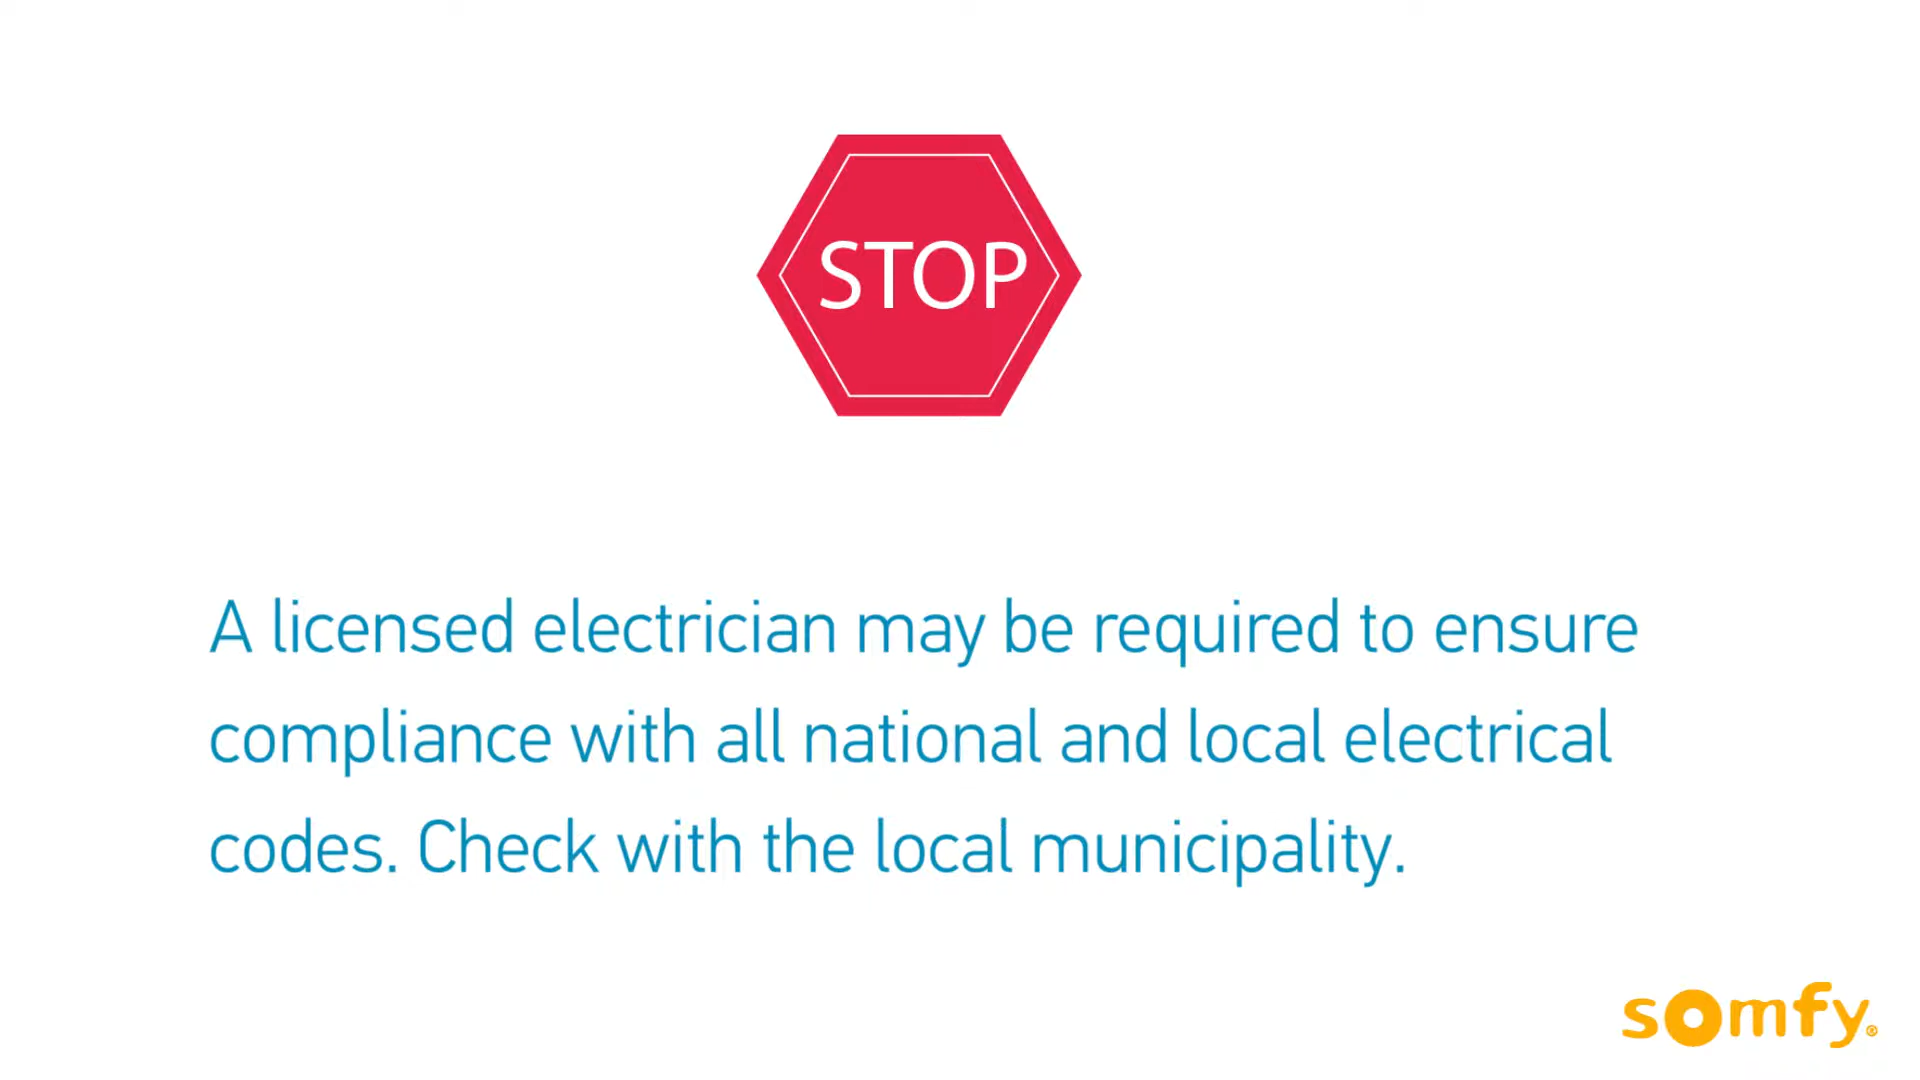 STOP
A licensed electrician may be required to ensure
compliance with all national and local electrical
codes. Check with the local municipality.
somfy®